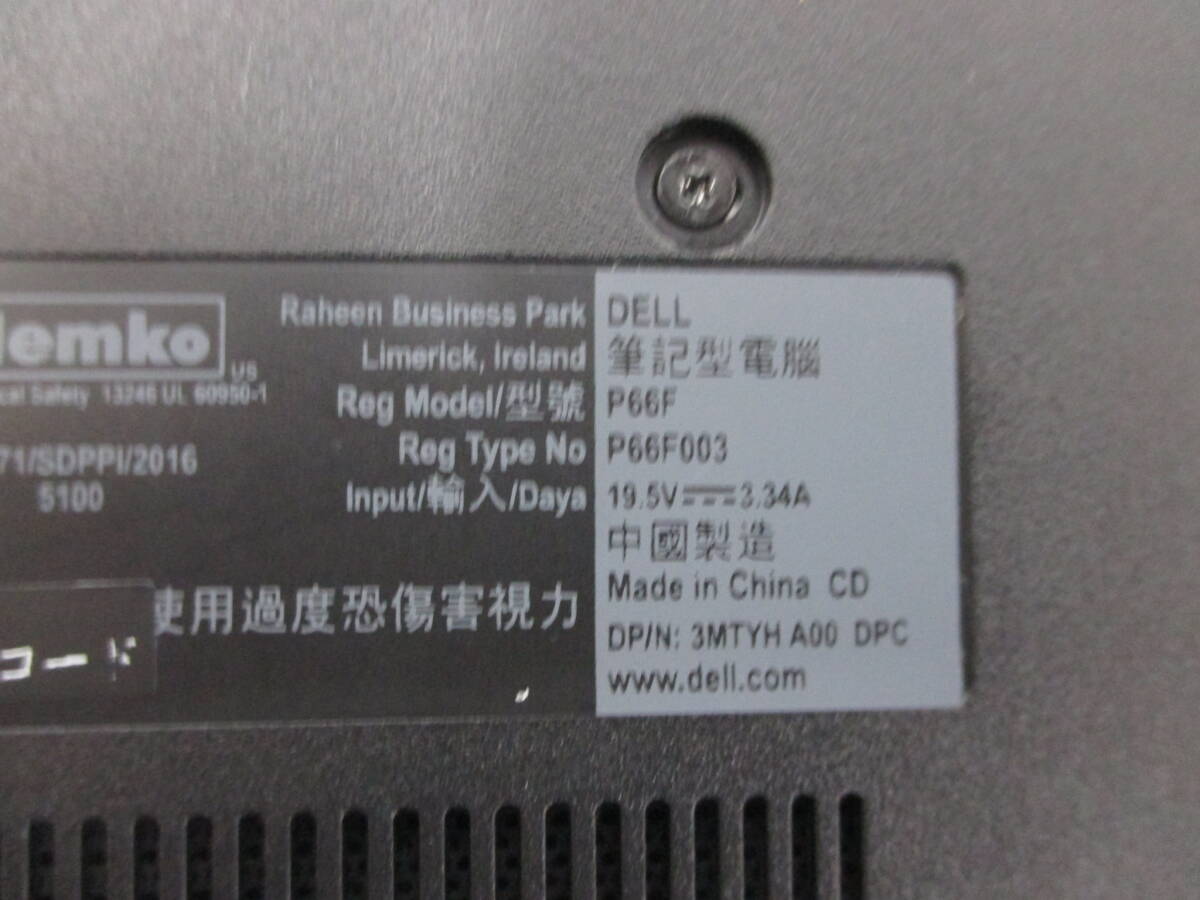 Nemko
US
cal Safety 13246 UL 60950-1
71/SDPPI/2016
5100
Raheen Business Park
Limerick, Ireland
Reg Model/型號
Reg Type No
Input/輸入/Daya
使用過度恐傷害視力
コード
DELL
筆記型電腦
P66F
P66F003
19.5V⎓3.34A
中國製造
Made in China CD
DP/N: 3MTYH A00 DPC
www.dell.com